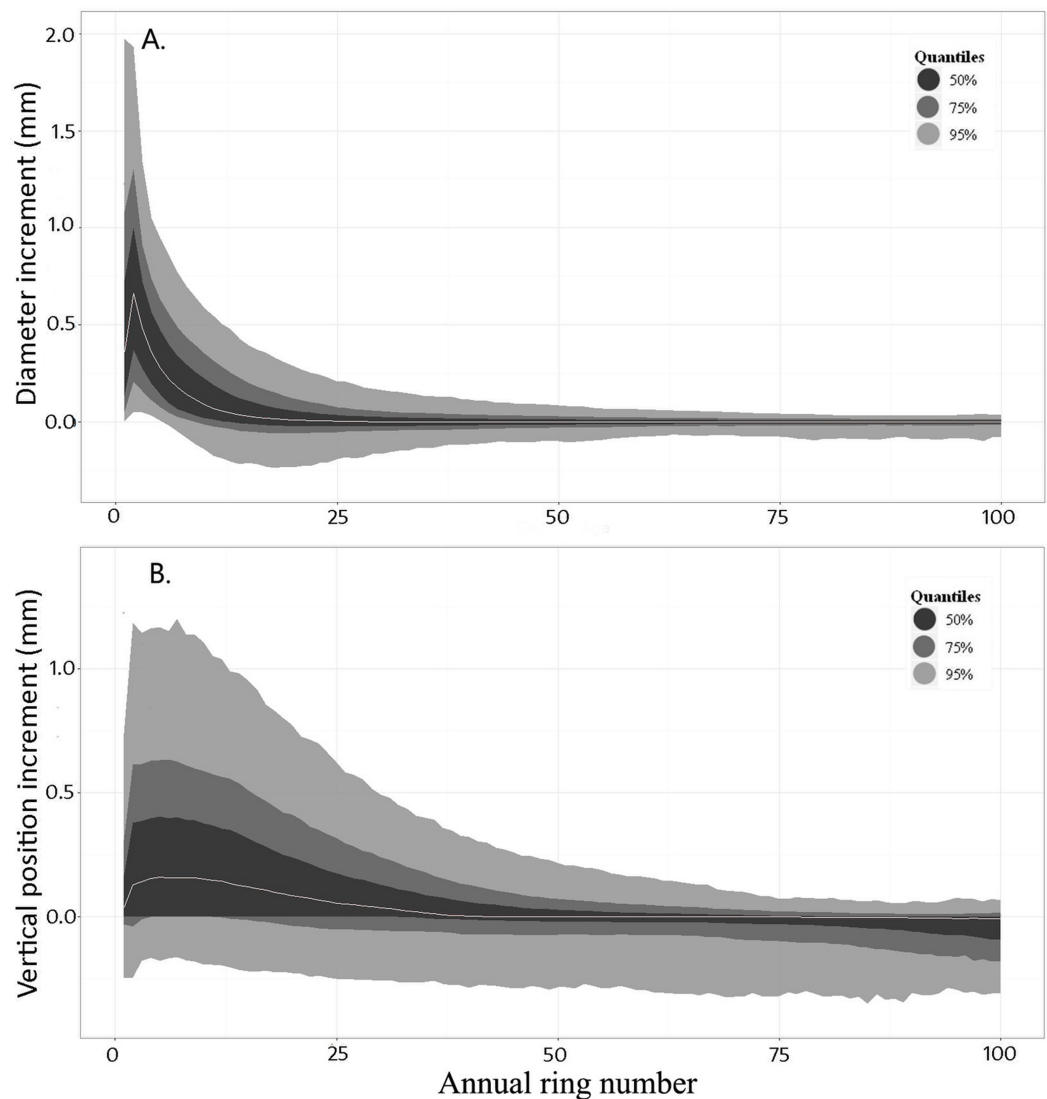 A.
Diameter increment (mm)
2.0
1.5
1.0
0.5
0.0
Quantiles
50%
75%
95%
0 25 50 75 100
B.
Vertical position increment (mm)
1.0
0.5
0.0
Quantiles
50%
75%
95%
0 25 50 75 100
Annual ring number